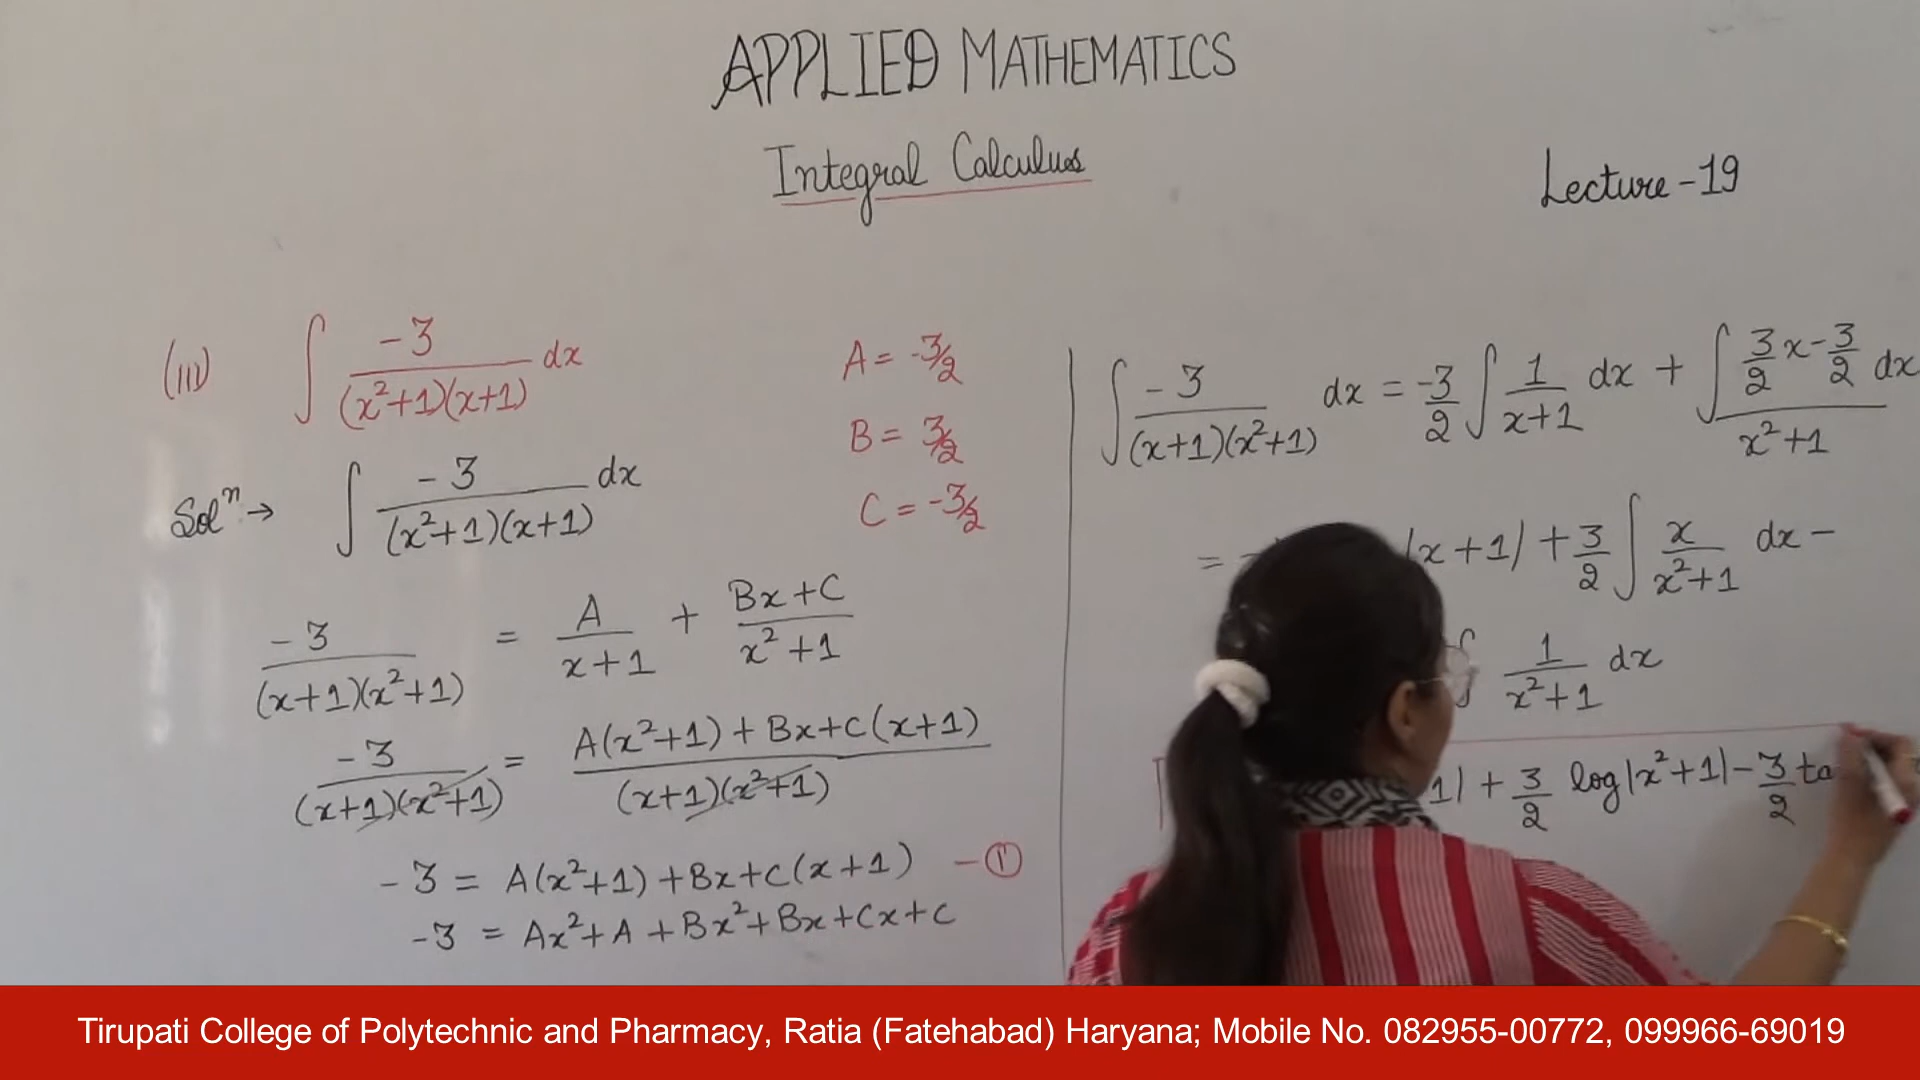 APPLIED MATHEMATICS
Integral Calculus
Lecture-19
(iii) ∫ -3/(x²+1)(x+1) dx
Solⁿ → ∫ -3/(x²+1)(x+1) dx
-3/(x+1)(x²+1) = A/x+1 + Bx+C/x²+1
-3/(x+1)(x²+1) = A(x²+1) + Bx+C(x+1)/(x+1)(x²+1)
-3 = A(x²+1)+Bx+C(x+1) -①
-3 = Ax²+A+Bx²+Bx+Cx+C
A = -3/2
B = 3/2
C = -3/2
∫ -3/(x+1)(x²+1) dx = -3/2 ∫ 1/x+1 dx + ∫ 3/2 x - 3/2 /x²+1 dx
= |x+1| + 3/2 ∫ x/x²+1 dx -
∫ 1/x²+1 dx
1| + 3/2 log|x²+1| - 3/2 ta
Tirupati College of Polytechnic and Pharmacy, Ratia (Fatehabad) Haryana; Mobile No. 082955-00772, 099966-69019